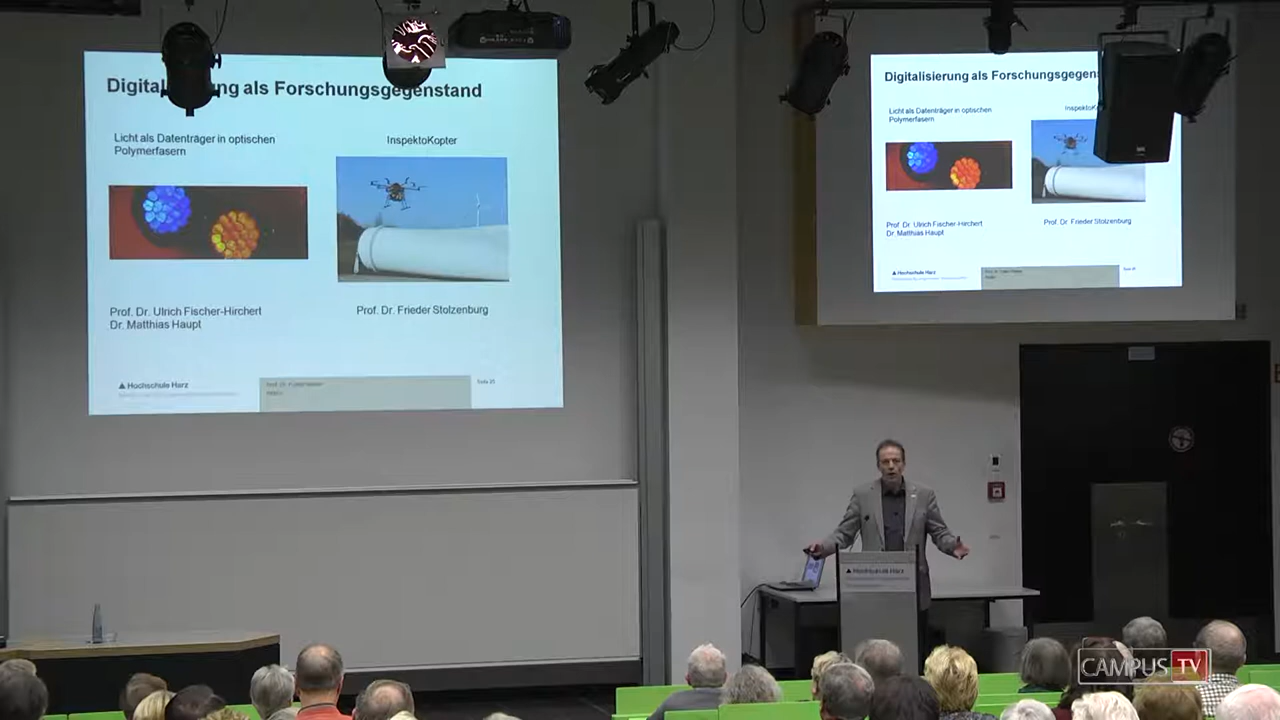 Digital ng als Forschungsgegenstand
Licht als Datenträger in optischen
Polymerfasern
InspektoKopter
Prof. Dr. Ulrich Fischer-Hirchert
Dr. Matthias Haupt
Prof. Dr. Frieder Stolzenburg
Hochschule Harz
Digitalisierung als Forschungsgegens
Licht als Datenträger in optischen
Polymerfasern
InspektoK
Prof. Dr. Ulrich Fischer-Hirchert
Dr. Matthias Haupt
Prof. Dr. Frieder Stolzenburg
Hochschule Harz
Hochschule Harz
CAMPUS TV